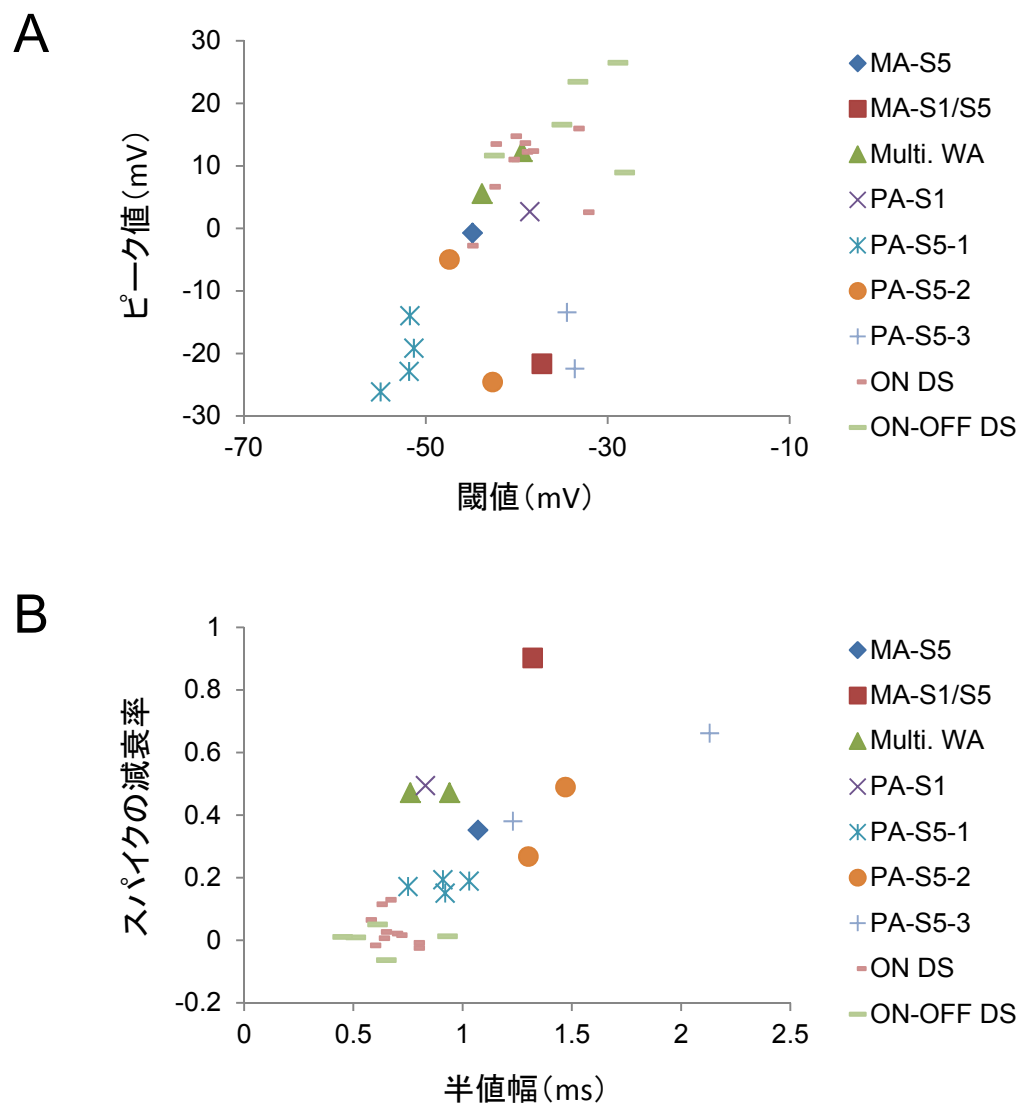 A
30
20
10
0
-10
-20
-30
-70
-50
-30
-10
ピーク値（mV）
閾値（mV）
MA-S5
MA-S1/S5
Multi. WA
PA-S1
PA-S5-1
PA-S5-2
PA-S5-3
ON DS
ON-OFF DS
B
1
0.8
0.6
0.4
0.2
0
-0.2
0
0.5
1
1.5
2
2.5
スパイクの減衰率
半値幅（ms）
MA-S5
MA-S1/S5
Multi. WA
PA-S1
PA-S5-1
PA-S5-2
PA-S5-3
ON DS
ON-OFF DS